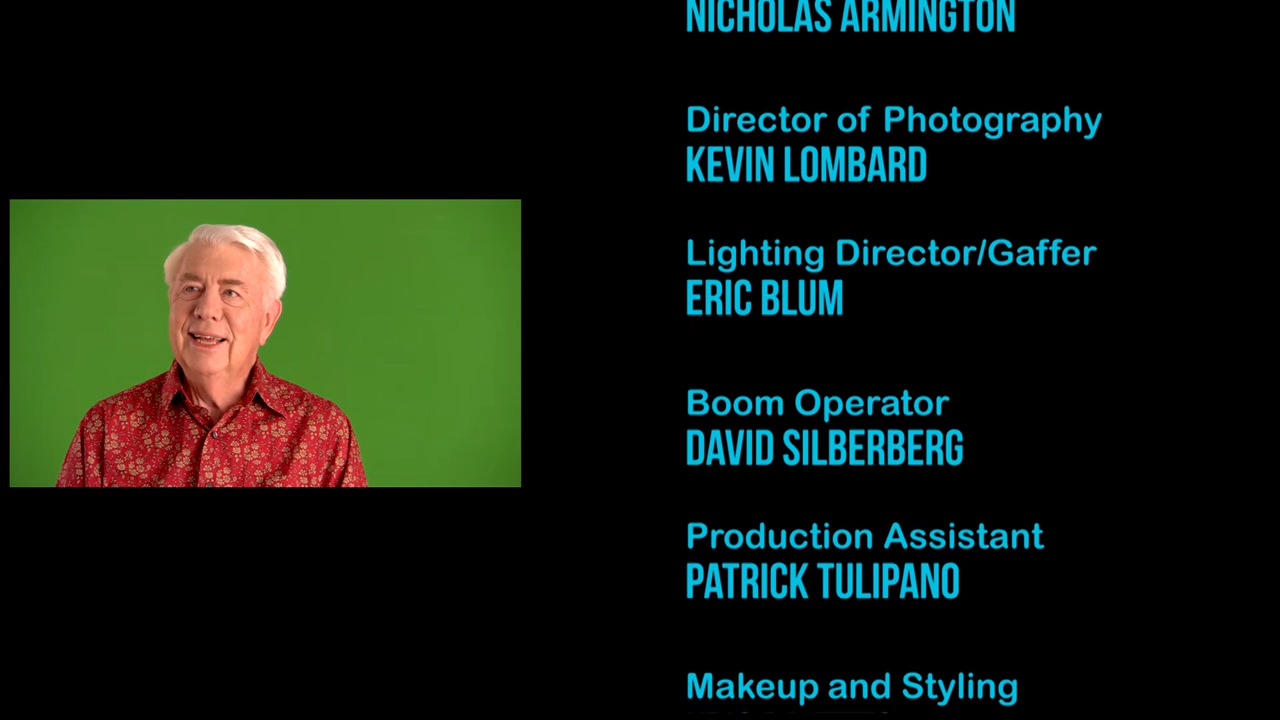 NICHOLAS ARMINGTON
Director of Photography
KEVIN LOMBARD
Lighting Director/Gaffer
ERIC BLUM
Boom Operator
DAVID SILBERBERG
Production Assistant
PATRICK TULIPANO
Makeup and Styling